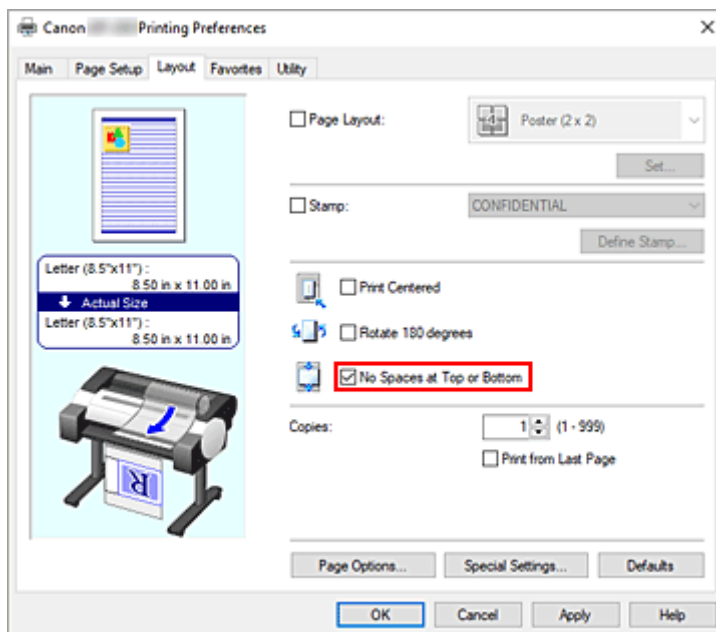 Canon Printing Preferences
Main Page Setup Layout Favorites Utility
Page Layout:
4 Poster (2 x 2)
Set...
Stamp: CONFIDENTIAL
Define Stamp...
Letter (8.5"x11") :
8.50 in x 11.00 in
Actual Size
Letter (8.5"x11") :
8.50 in x 11.00 in
Print Centered
Rotate 180 degrees
No Spaces at Top or Bottom
R
Copies: 1 (1 - 999)
Print from Last Page
Page Options... Special Settings... Defaults
OK Cancel Apply Help